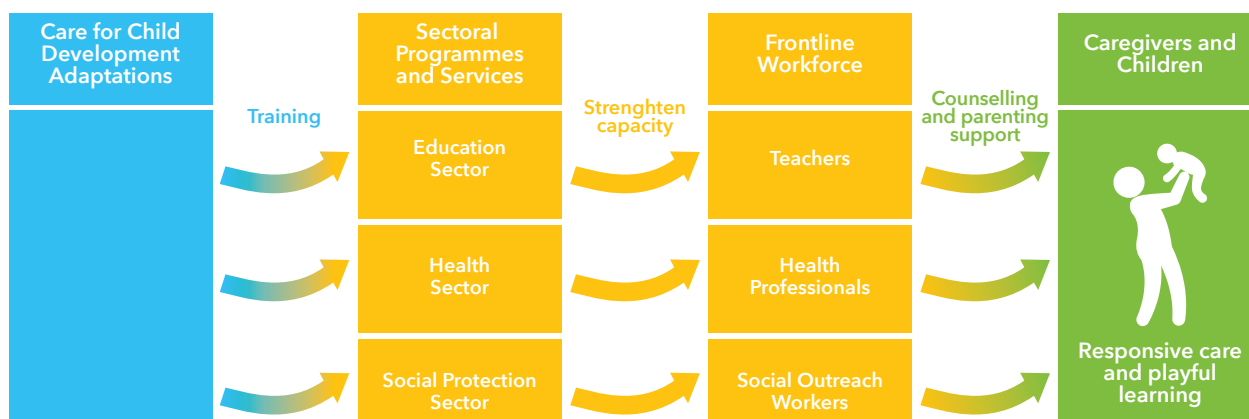 Care for Child
Development
Adaptations
Training
Sectoral
Programmes
and Services
Strenghten
capacity
Frontline
Workforce
Counselling
and parenting
support
Caregivers and
Children
Education
Sector
Teachers
Health
Sector
Health
Professionals
Social Protection
Sector
Social Outreach
Workers
Responsive care
and playful
learning